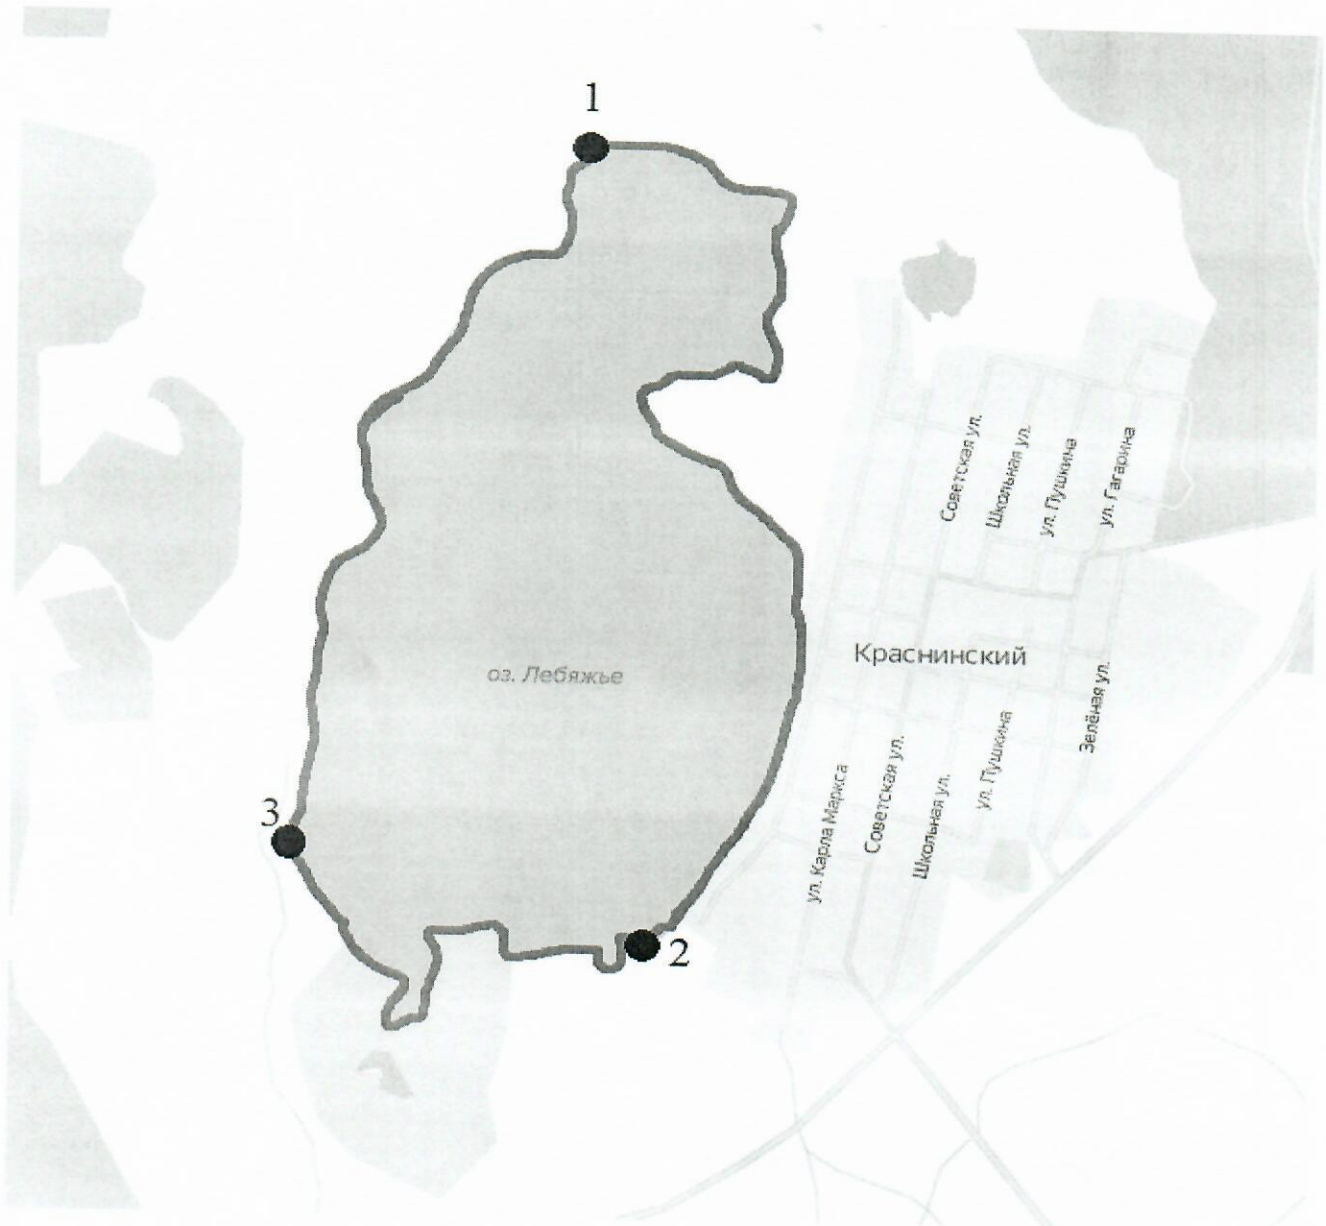 1
Советская ул.
Школьная ул.
ул. Пушкина
ул. Гагарина
Краснинский
оз. Лебяжье
Зелёная ул.
ул. Пушкина
Советская ул.
ул. Карла Маркса
Школьная ул.
3
2